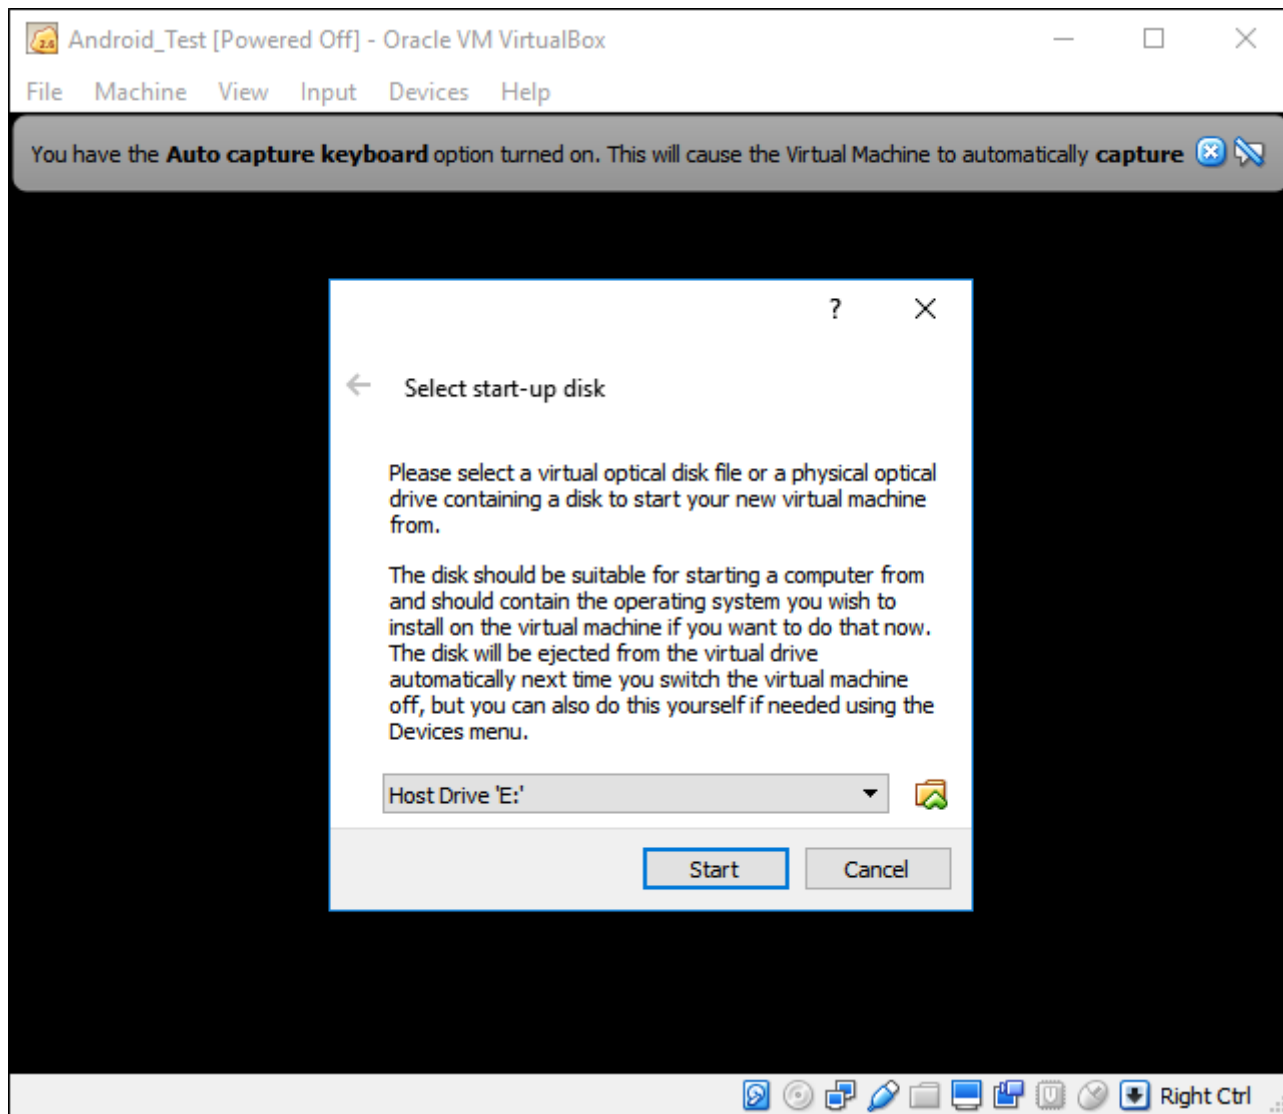 Android_Test [Powered Off] - Oracle VM VirtualBox
File Machine View Input Devices Help
You have the Auto capture keyboard option turned on. This will cause the Virtual Machine to automatically capture
?
Select start-up disk
Please select a virtual optical disk file or a physical optical
drive containing a disk to start your new virtual machine
from.
The disk should be suitable for starting a computer from
and should contain the operating system you wish to
install on the virtual machine if you want to do that now.
The disk will be ejected from the virtual drive
automatically next time you switch the virtual machine
off, but you can also do this yourself if needed using the
Devices menu.
Host Drive 'E:'
Start Cancel
Right Ctrl